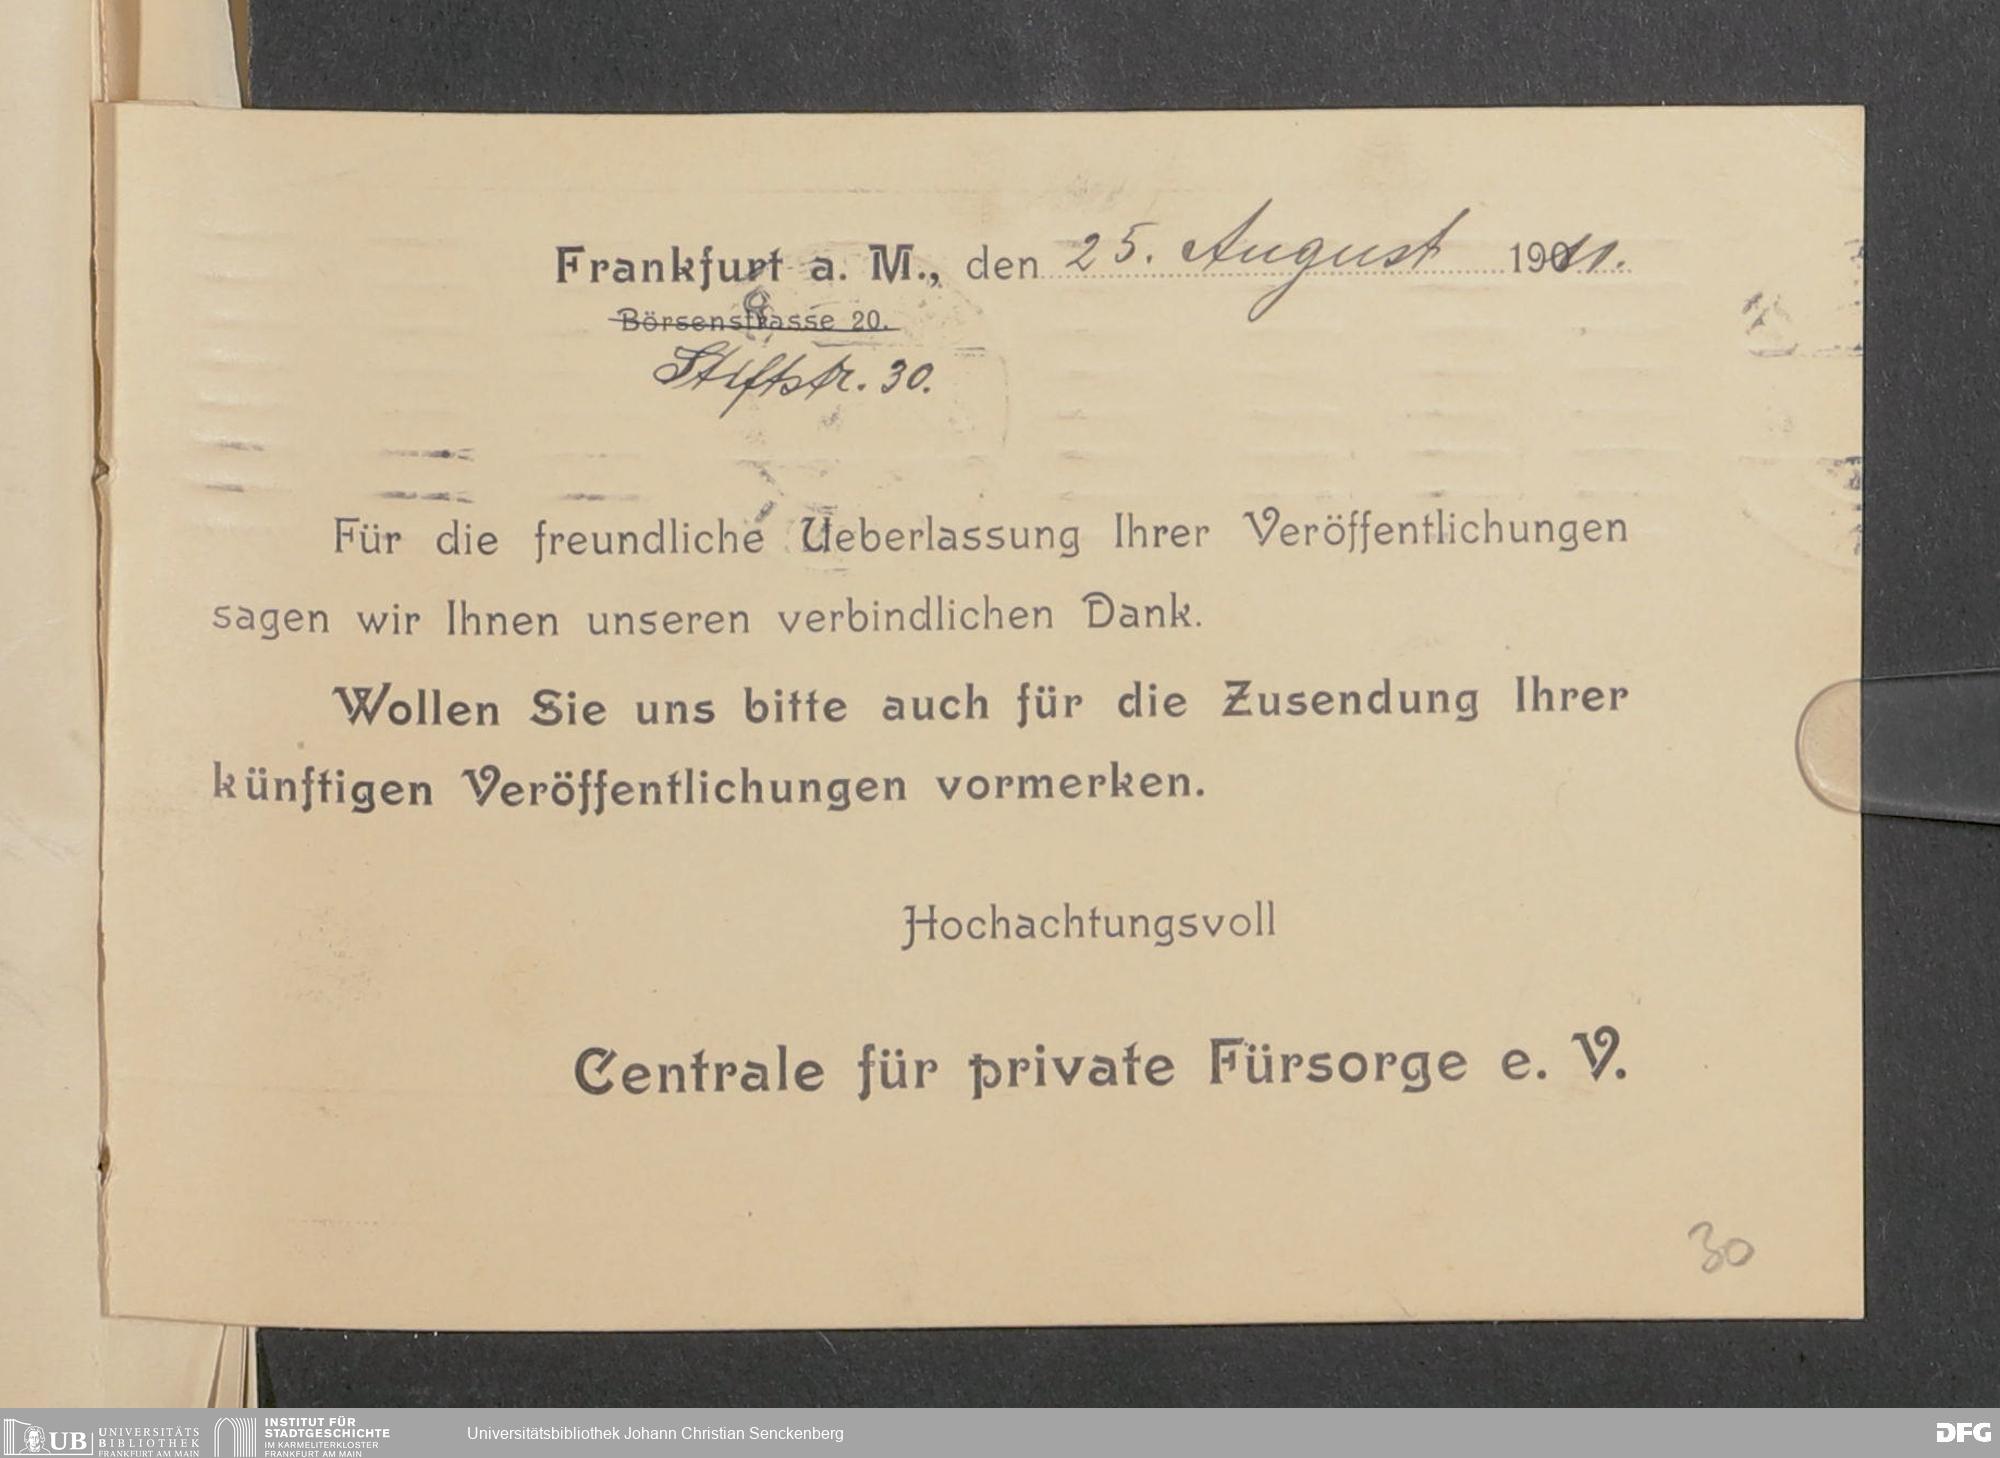 Frankfurt a. M., den 25. August 1911.
Börsenstrasse 20.
Stiftstr. 30.
Für die freundliche Ueberlassung Ihrer Veröffentlichungen
sagen wir Ihnen unseren verbindlichen Dank.
Wollen Sie uns bitte auch für die Zusendung Ihrer
künftigen Veröffentlichungen vormerken.
Hochachtungsvoll
Centrale für private Fürsorge e. V.
30
UB UNIVERSITÄTS
BIBLIOTHEK
FRANKFURT AM MAIN
INSTITUT FÜR
STADTGESCHICHTE
IM KARMELITERKLOSTER
FRANKFURT AM MAIN
Universitätsbibliothek Johann Christian Senckenberg
DFG